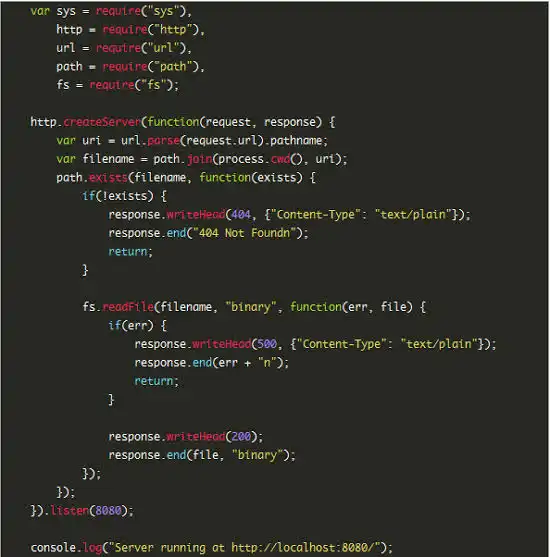 var sys = require("sys"),
    http = require("http"),
    url = require("url"),
    path = require("path"),
    fs = require("fs");

http.createServer(function(request, response) {
    var uri = url.parse(request.url).pathname;
    var filename = path.join(process.cwd(), uri);
    path.exists(filename, function(exists) {
        if(!exists) {
            response.writeHead(404, {"Content-Type": "text/plain"});
            response.end("404 Not Foundn");
            return;
        }

        fs.readFile(filename, "binary", function(err, file) {
            if(err) {
                response.writeHead(500, {"Content-Type": "text/plain"});
                response.end(err + "n");
                return;
            }

            response.writeHead(200);
            response.end(file, "binary");
        });
    });
}).listen(8080);

console.log("Server running at http://localhost:8080/");